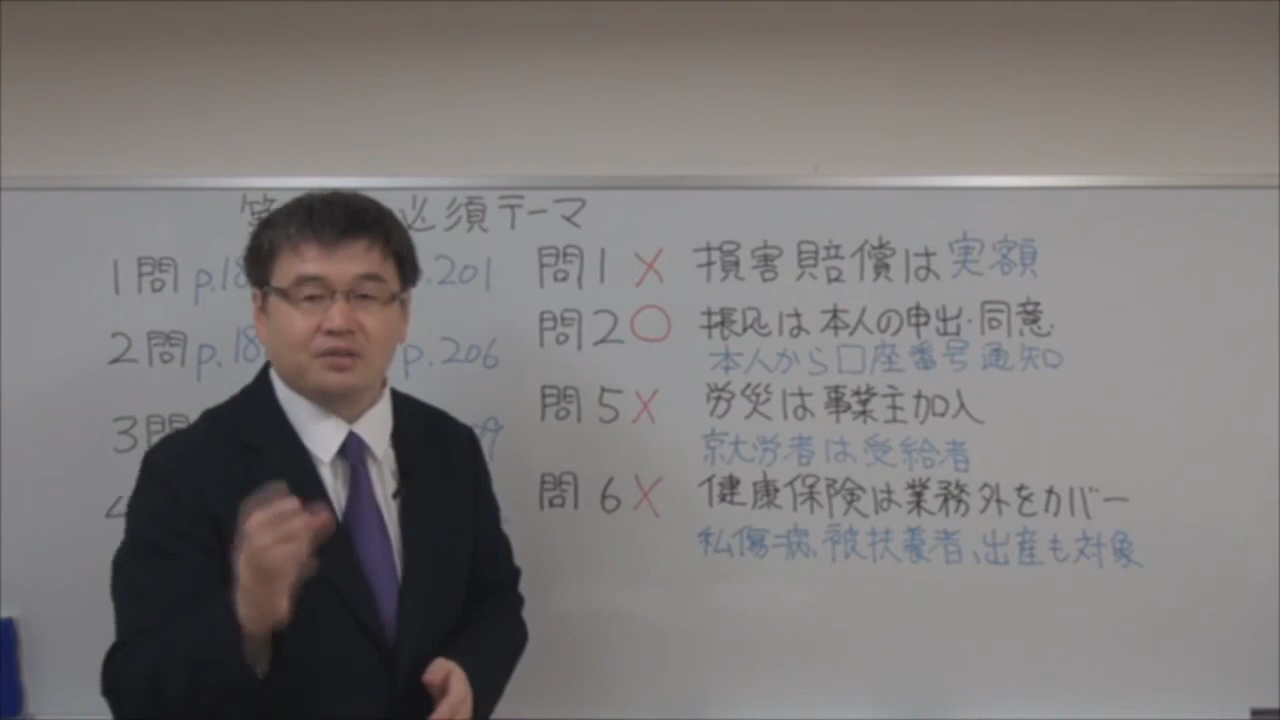 必須テーマ
1問 p.18 .201
2問 p.18 p.206
3問
問1 × 損害賠償は実額
問2 ○ 振込は本人の申出・同意
本人から口座番号通知
問5 × 労災は事業主加入
労者は受給者
問6 × 健康保険は業務外をカバー
私傷病、被扶養者、出産も対象